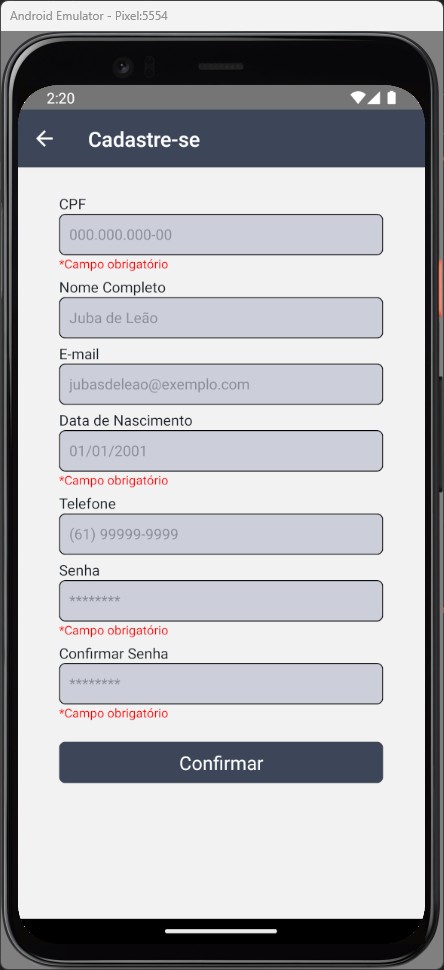 Android Emulator - Pixel:5554
2:20
Cadastre-se
CPF
000.000.000-00
*Campo obrigatório
Nome Completo
Juba de Leão
E-mail
jubasdeleao@exemplo.com
Data de Nascimento
01/01/2001
*Campo obrigatório
Telefone
(61) 99999-9999
Senha
********
*Campo obrigatório
Confirmar Senha
********
*Campo obrigatório
Confirmar